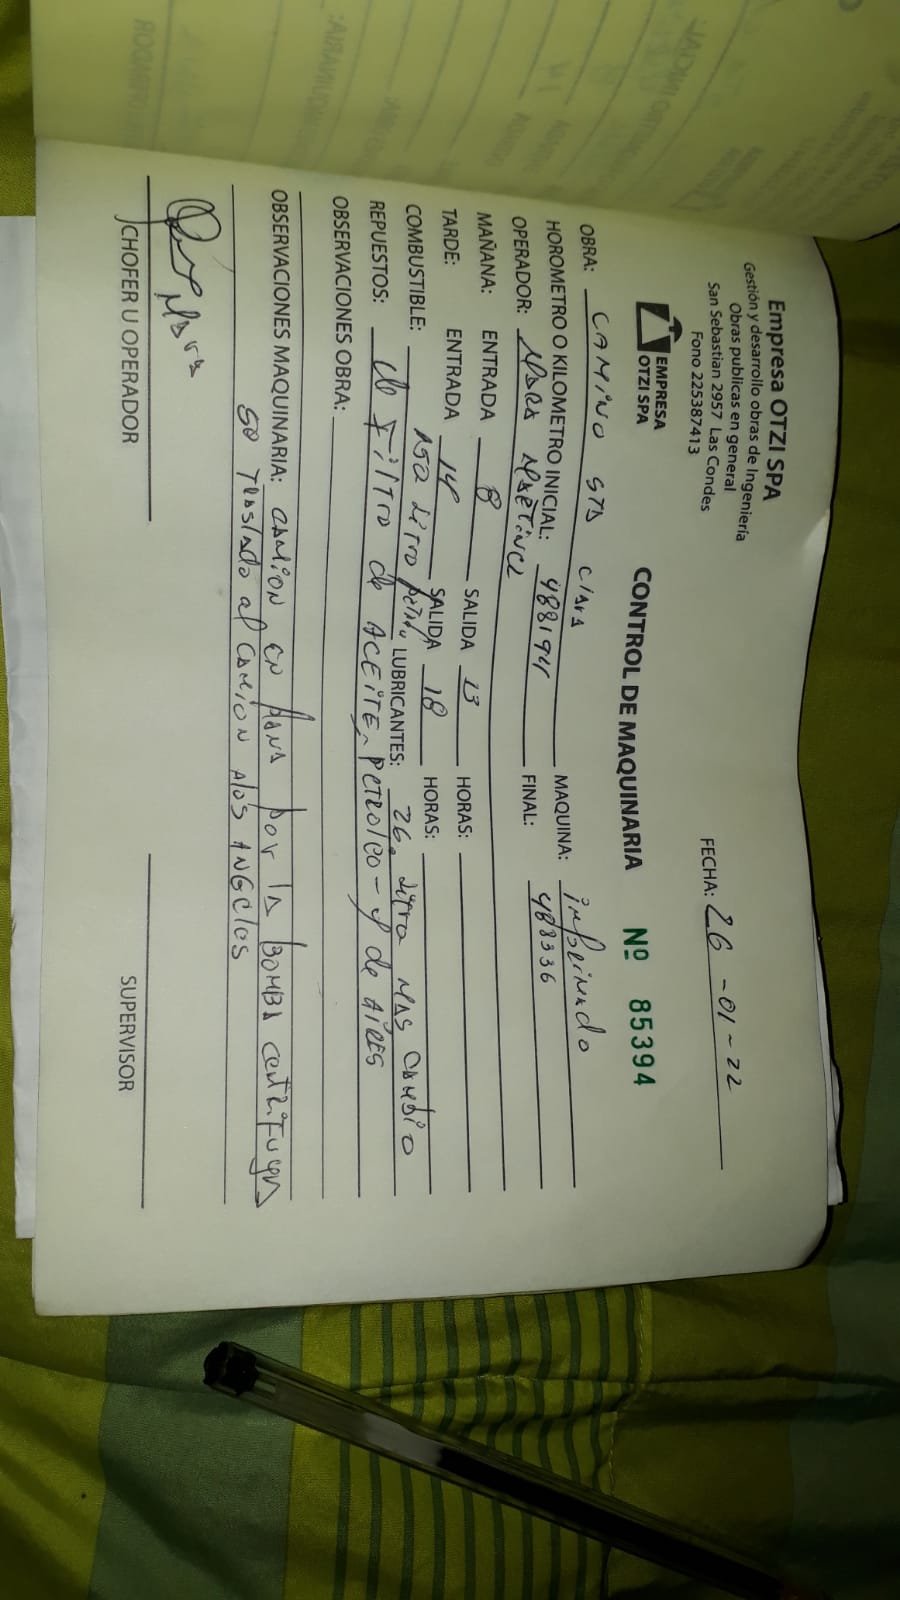 Empresa OTZI SPA
Gestión y desarrollo obras de Ingeniería
Obras publicas en general
San Sebastian 2957 Las Condes
Fono 225387413
EMPRESA
OTZI SPA
FECHA: 26-01-22
CONTROL DE MAQUINARIA Nº 85394
OBRA: CAMINO STA Clara MAQUINA: imprimado
HOROMETRO O KILOMETRO INICIAL: 488194 FINAL: 488336
OPERADOR: MARA
MAÑANA: ENTRADA 8 SALIDA 13 HORAS:
TARDE: ENTRADA 14 SALIDA 18 HORAS:
COMBUSTIBLE: 150 Litro LUBRICANTES: 26. Litro MAS CAMBIO
REPUESTOS: de FilTro de ACEITE, PETROLEO - y de AIRES
OBSERVACIONES OBRA:
OBSERVACIONES MAQUINARIA: CAMION EN PANA POR LA BOMBA CENTRIFUGA
SE TRASLADO al CAMION A LOS ANGELES
MARA
CHOFER U OPERADOR
SUPERVISOR